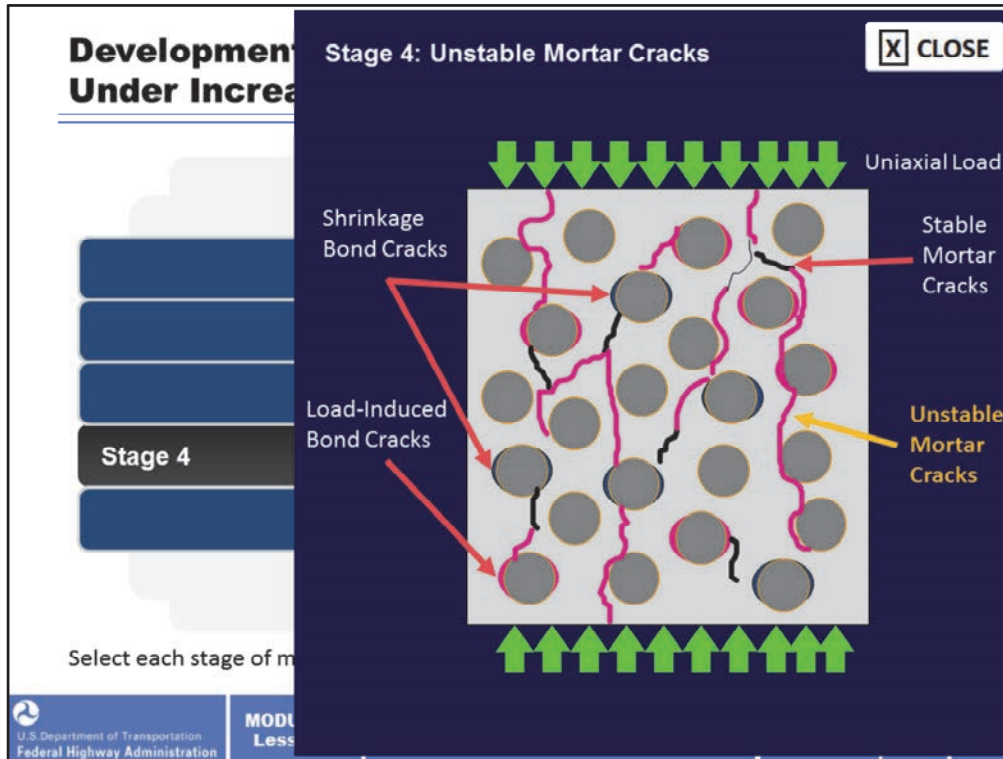 Development
Under Increa
Stage 4: Unstable Mortar Cracks
X CLOSE
Uniaxial Load
Shrinkage
Bond Cracks
Stable
Mortar
Cracks
Load-Induced
Bond Cracks
Unstable
Mortar
Cracks
Stage 4
Select each stage of m
U.S.Department of Transportation
Federal Highway Administration
MODU
Less